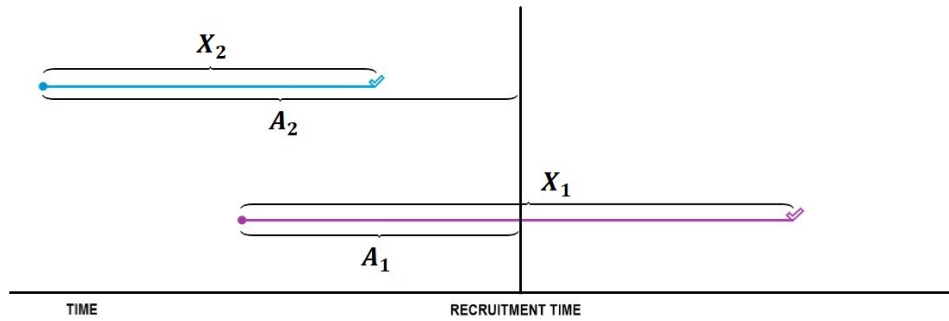 X₂
A₂
X₁
A₁
TIME
RECRUITMENT TIME